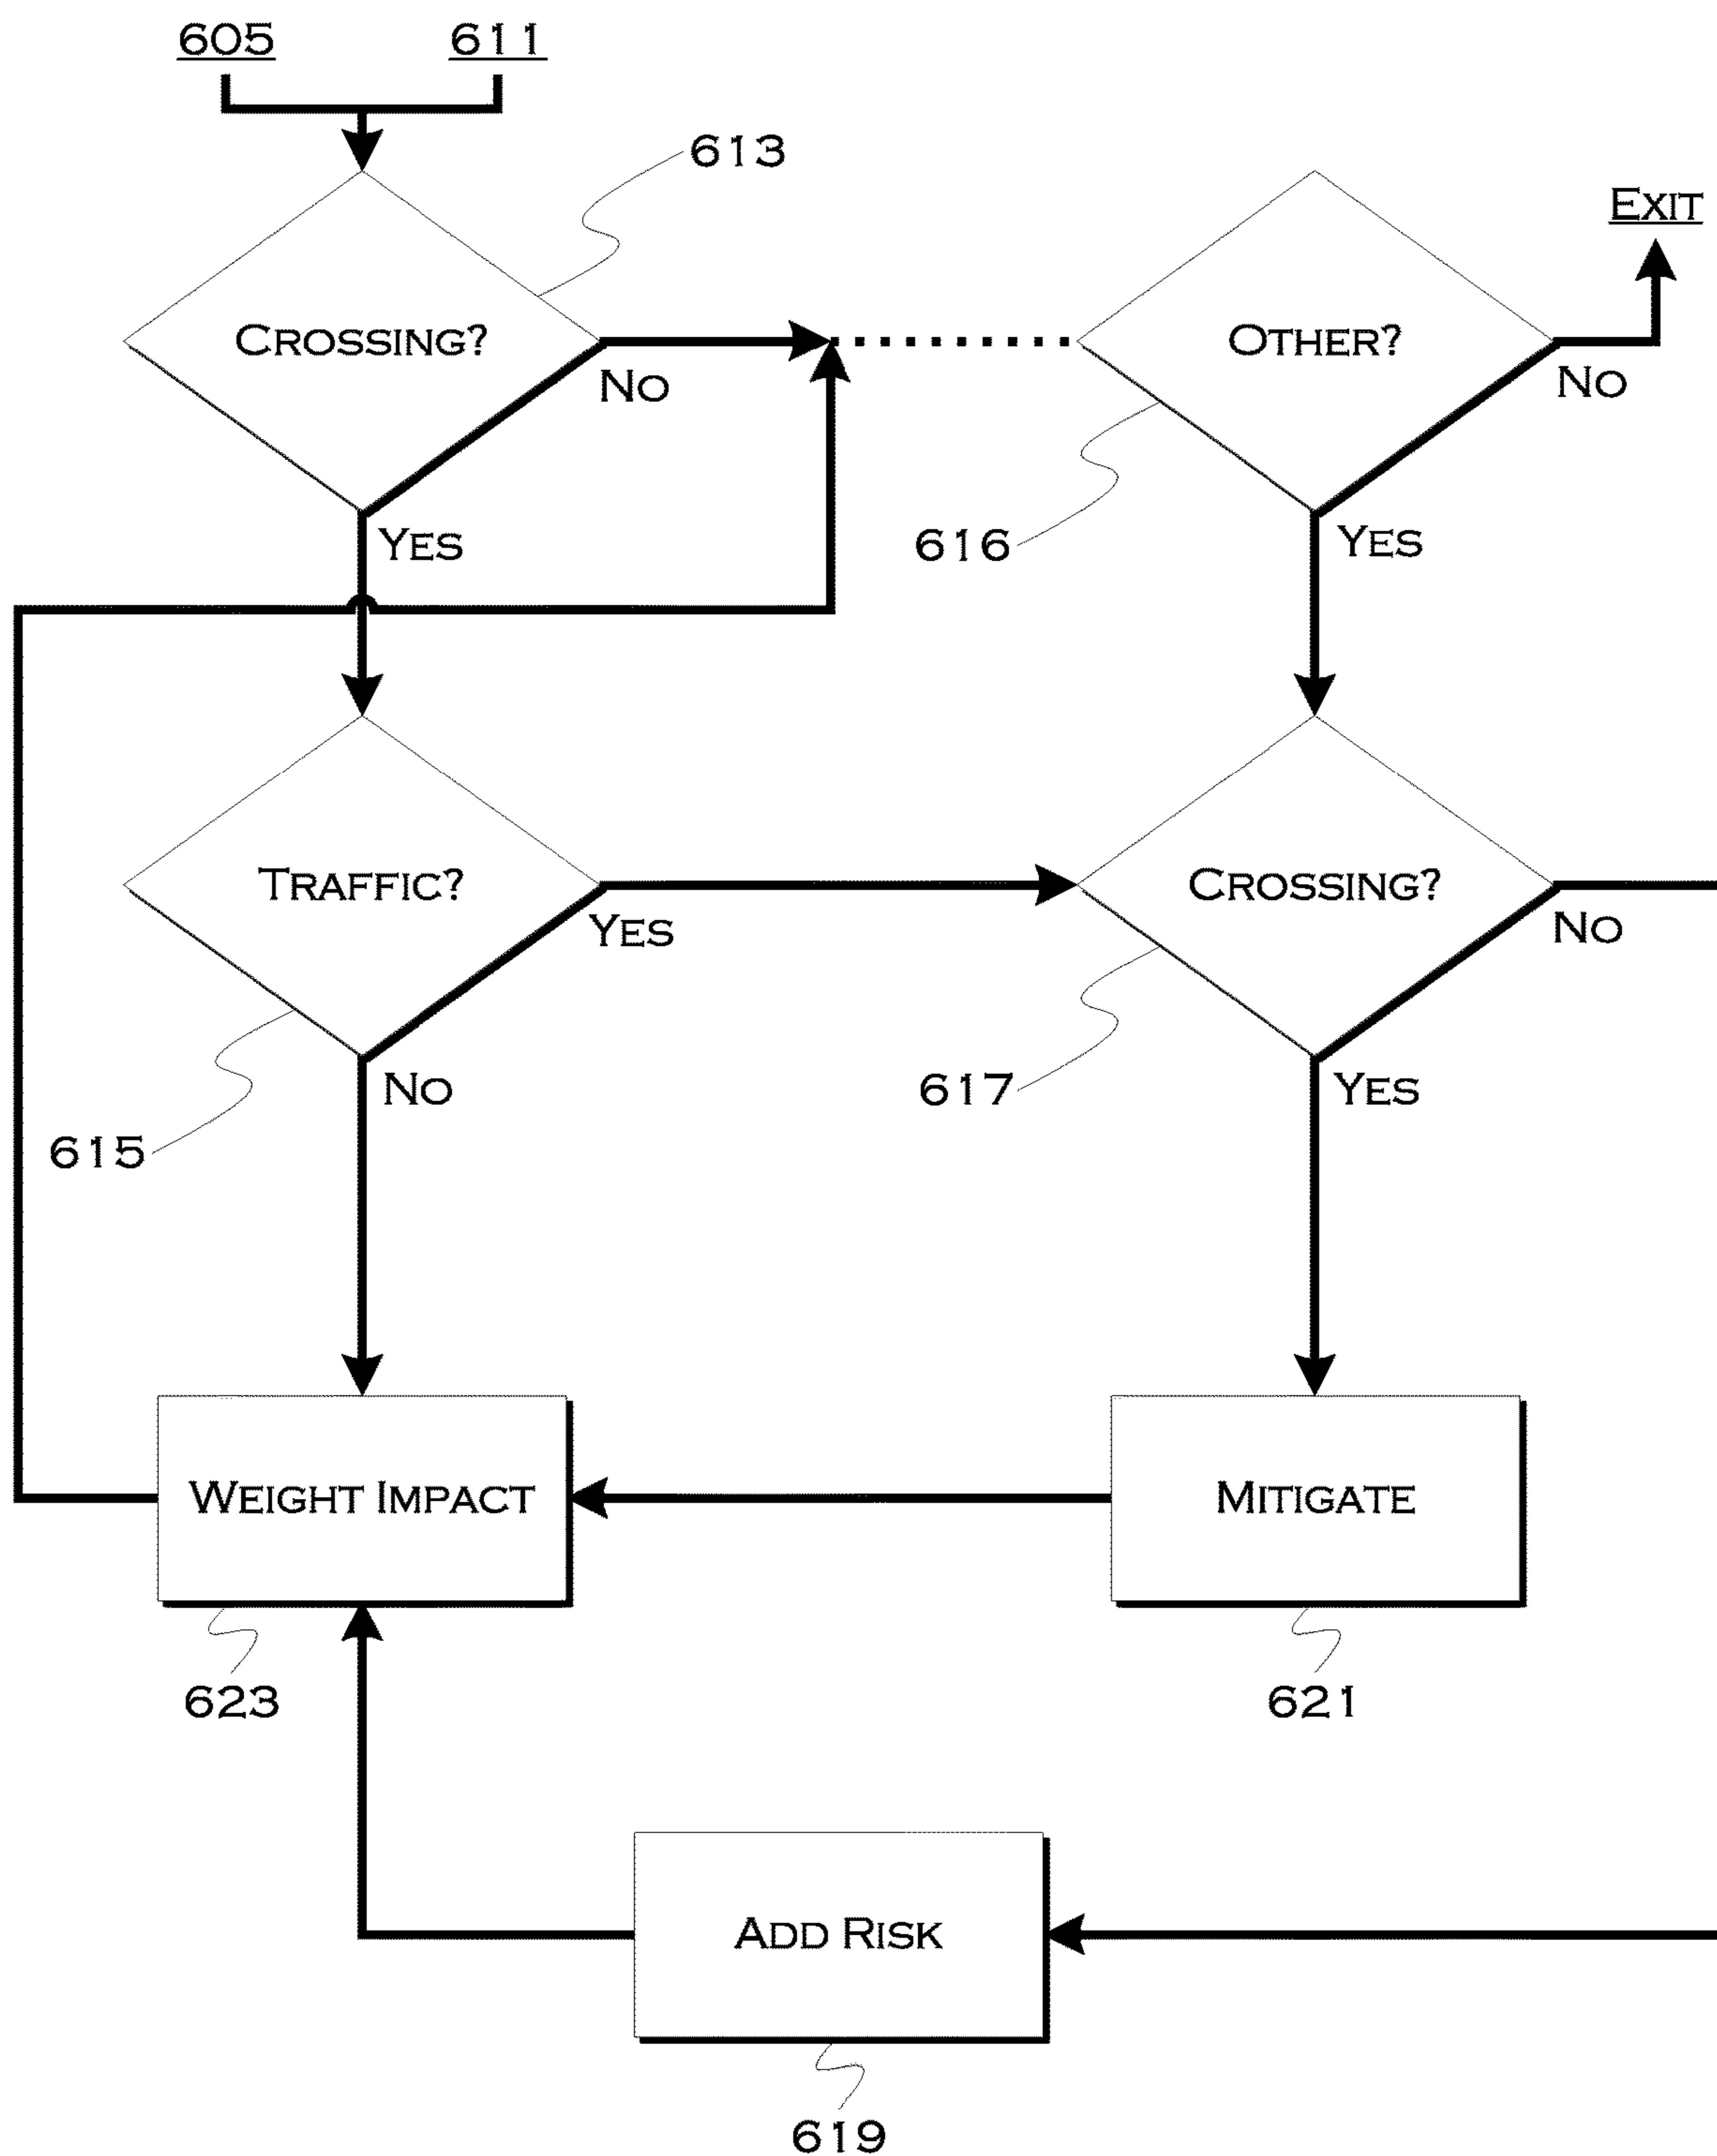 605
611
613
EXIT
CROSSING?
NO
OTHER?
NO
YES
616
YES
TRAFFIC?
YES
CROSSING?
NO
615
NO
617
YES
WEIGHT IMPACT
MITIGATE
623
621
ADD RISK
619